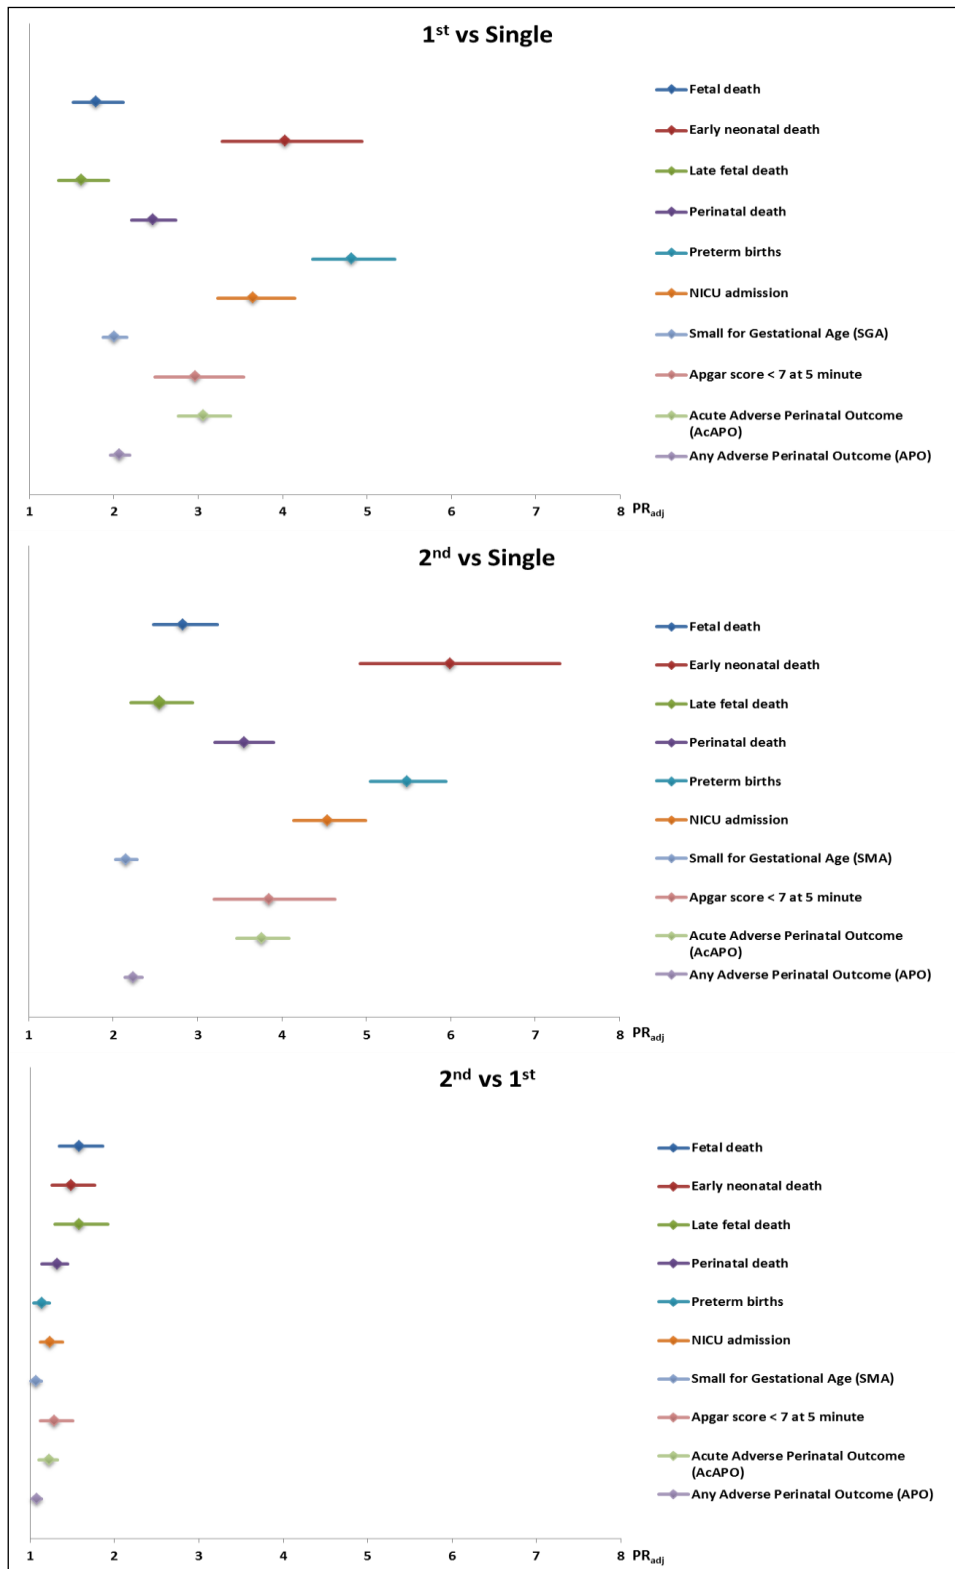 1st vs Single
Fetal death
Early neonatal death
Late fetal death
Perinatal death
Preterm births
NICU admission
Small for Gestational Age (SGA)
Apgar score < 7 at 5 minute
Acute Adverse Perinatal Outcome
(AcAPO)
Any Adverse Perinatal Outcome (APO)
1 2 3 4 5 6 7 8 PRadj
2nd vs Single
Fetal death
Early neonatal death
Late fetal death
Perinatal death
Preterm births
NICU admission
Small for Gestational Age (SMA)
Apgar score < 7 at 5 minute
Acute Adverse Perinatal Outcome
(AcAPO)
Any Adverse Perinatal Outcome (APO)
1 2 3 4 5 6 7 8 PRadj
2nd vs 1st
Fetal death
Early neonatal death
Late fetal death
Perinatal death
Preterm births
NICU admission
Small for Gestational Age (SMA)
Apgar score < 7 at 5 minute
Acute Adverse Perinatal Outcome
(AcAPO)
Any Adverse Perinatal Outcome (APO)
1 2 3 4 5 6 7 8 PRadj